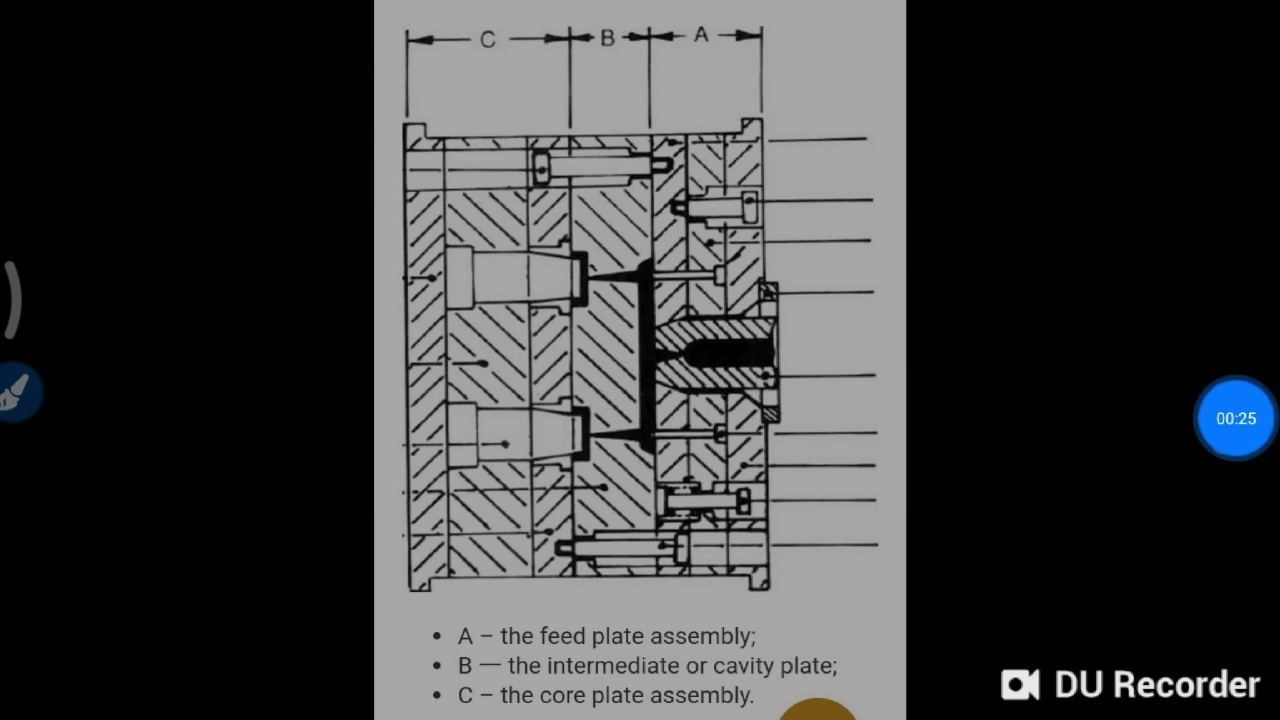 C B A
00:25
A – the feed plate assembly;
B — the intermediate or cavity plate;
C – the core plate assembly.
DU Recorder